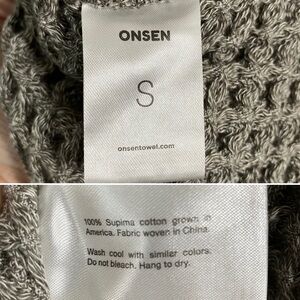 ONSEN
S
onsentowel.com
100% Supima cotton grown in
America. Fabric woven in China.
Wash cool with similar colors.
Do not bleach. Hang to dry.